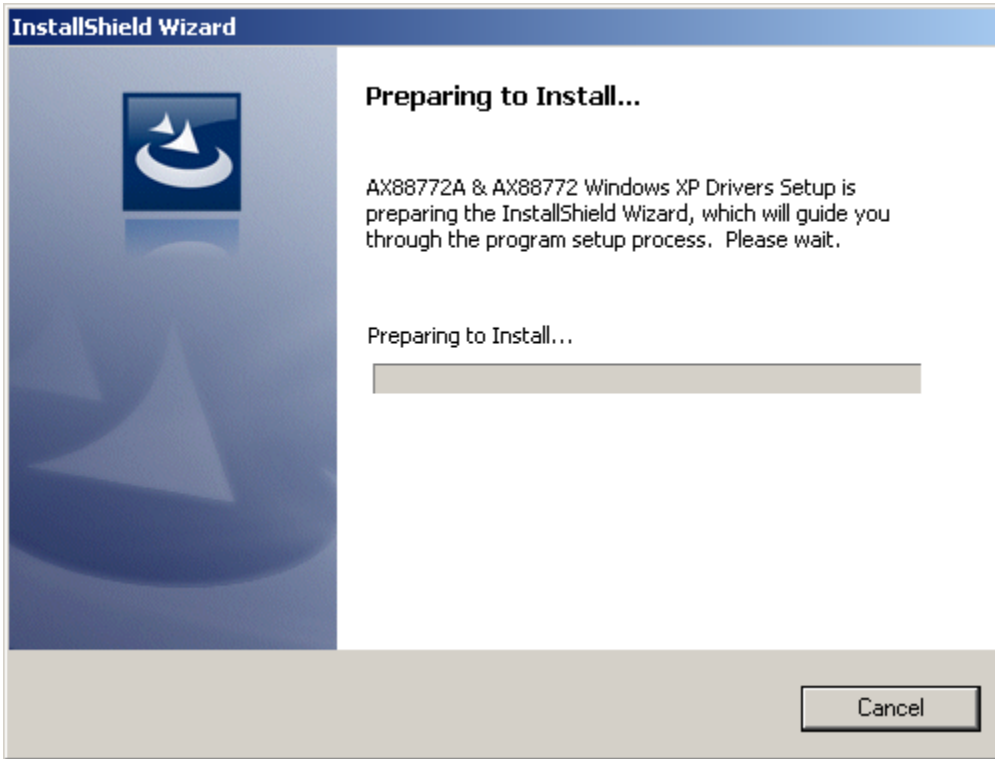 InstallShield Wizard
Preparing to Install...
AX88772A & AX88772 Windows XP Drivers Setup is
preparing the InstallShield Wizard, which will guide you
through the program setup process.  Please wait.
Preparing to Install...
Cancel